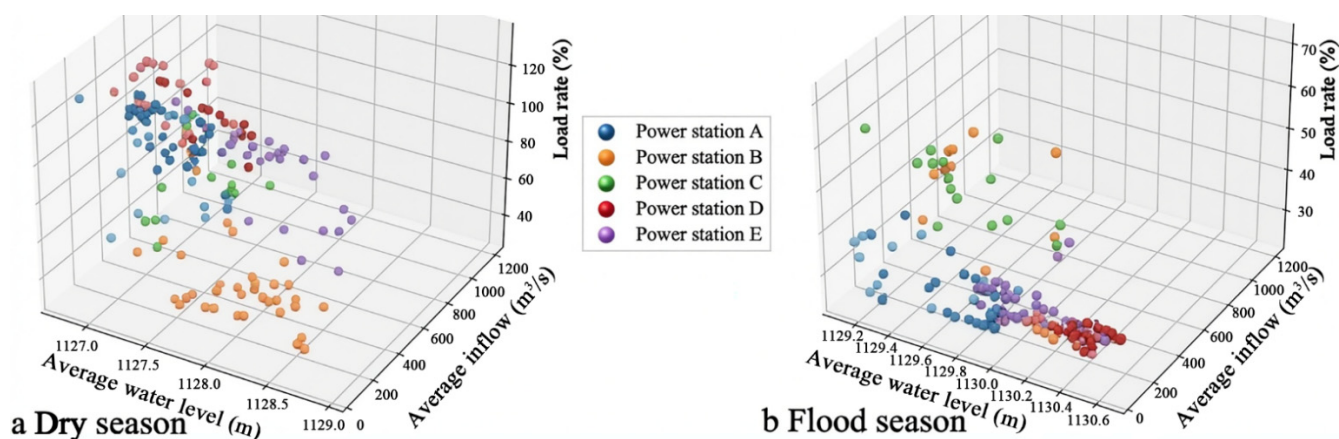 120
100
80
60
40
Load rate (%)
1200
1000
800
600
400
200
0
Average inflow (m³/s)
1127.0
1127.5
1128.0
1128.5
1129.0
Average water level (m)
a Dry season
Power station A
Power station B
Power station C
Power station D
Power station E
70
60
50
40
30
Load rate (%)
1200
1000
800
600
400
200
0
Average inflow (m³/s)
1129.2
1129.4
1129.6
1129.8
1130.0
1130.2
1130.4
1130.6
Average water level (m)
b Flood season